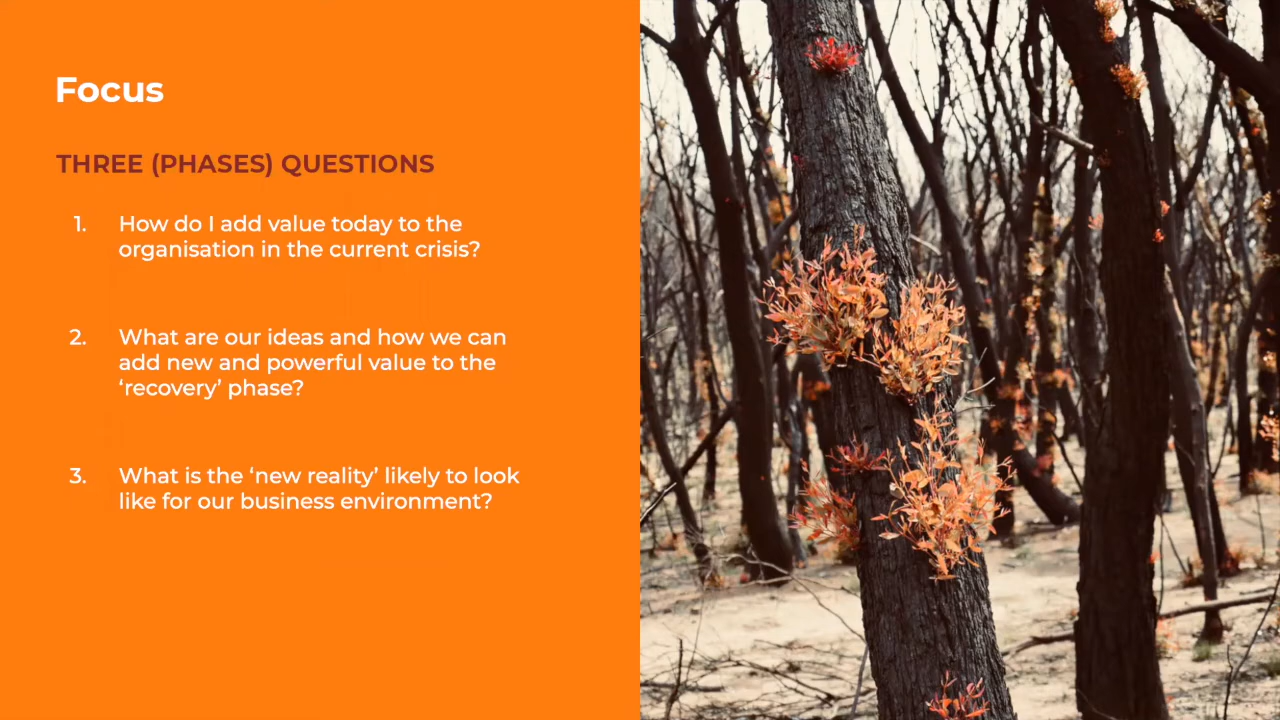 Focus
THREE (PHASES) QUESTIONS
1. How do I add value today to the
organisation in the current crisis?
2. What are our ideas and how we can
add new and powerful value to the
‘recovery’ phase?
3. What is the ‘new reality’ likely to look
like for our business environment?